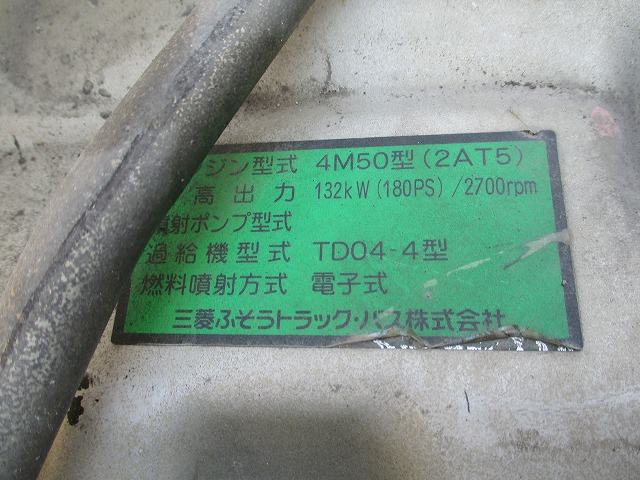 ジン型式 4M50型(2AT5)
高出力 132kW(180PS)/2700rpm
噴射ポンプ型式
過給機型式 TD04-4型
燃料噴射方式 電子式
三菱ふそうトラック・バス株式会社